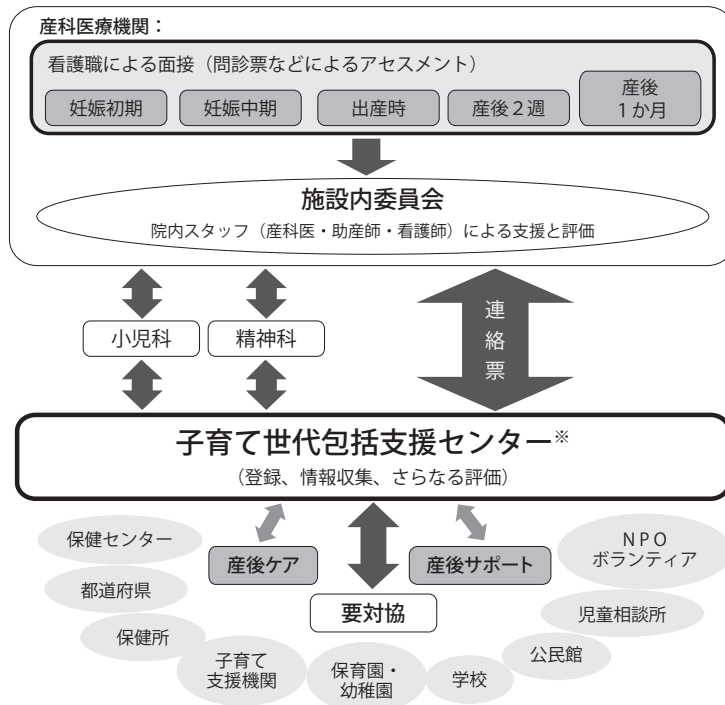 産科医療機関：
看護職による面接（問診票などによるアセスメント）
妊娠初期
妊娠中期
出産時
産後２週
産後
１か月
施設内委員会
院内スタッフ（産科医・助産師・看護師）による支援と評価
小児科
精神科
連絡票
子育て世代包括支援センター※
（登録、情報収集、さらなる評価）
保健センター
産後ケア
産後サポート
ＮＰＯ
ボランティア
都道府県
要対協
児童相談所
保健所
子育て
支援機関
保育園・
幼稚園
学校
公民館